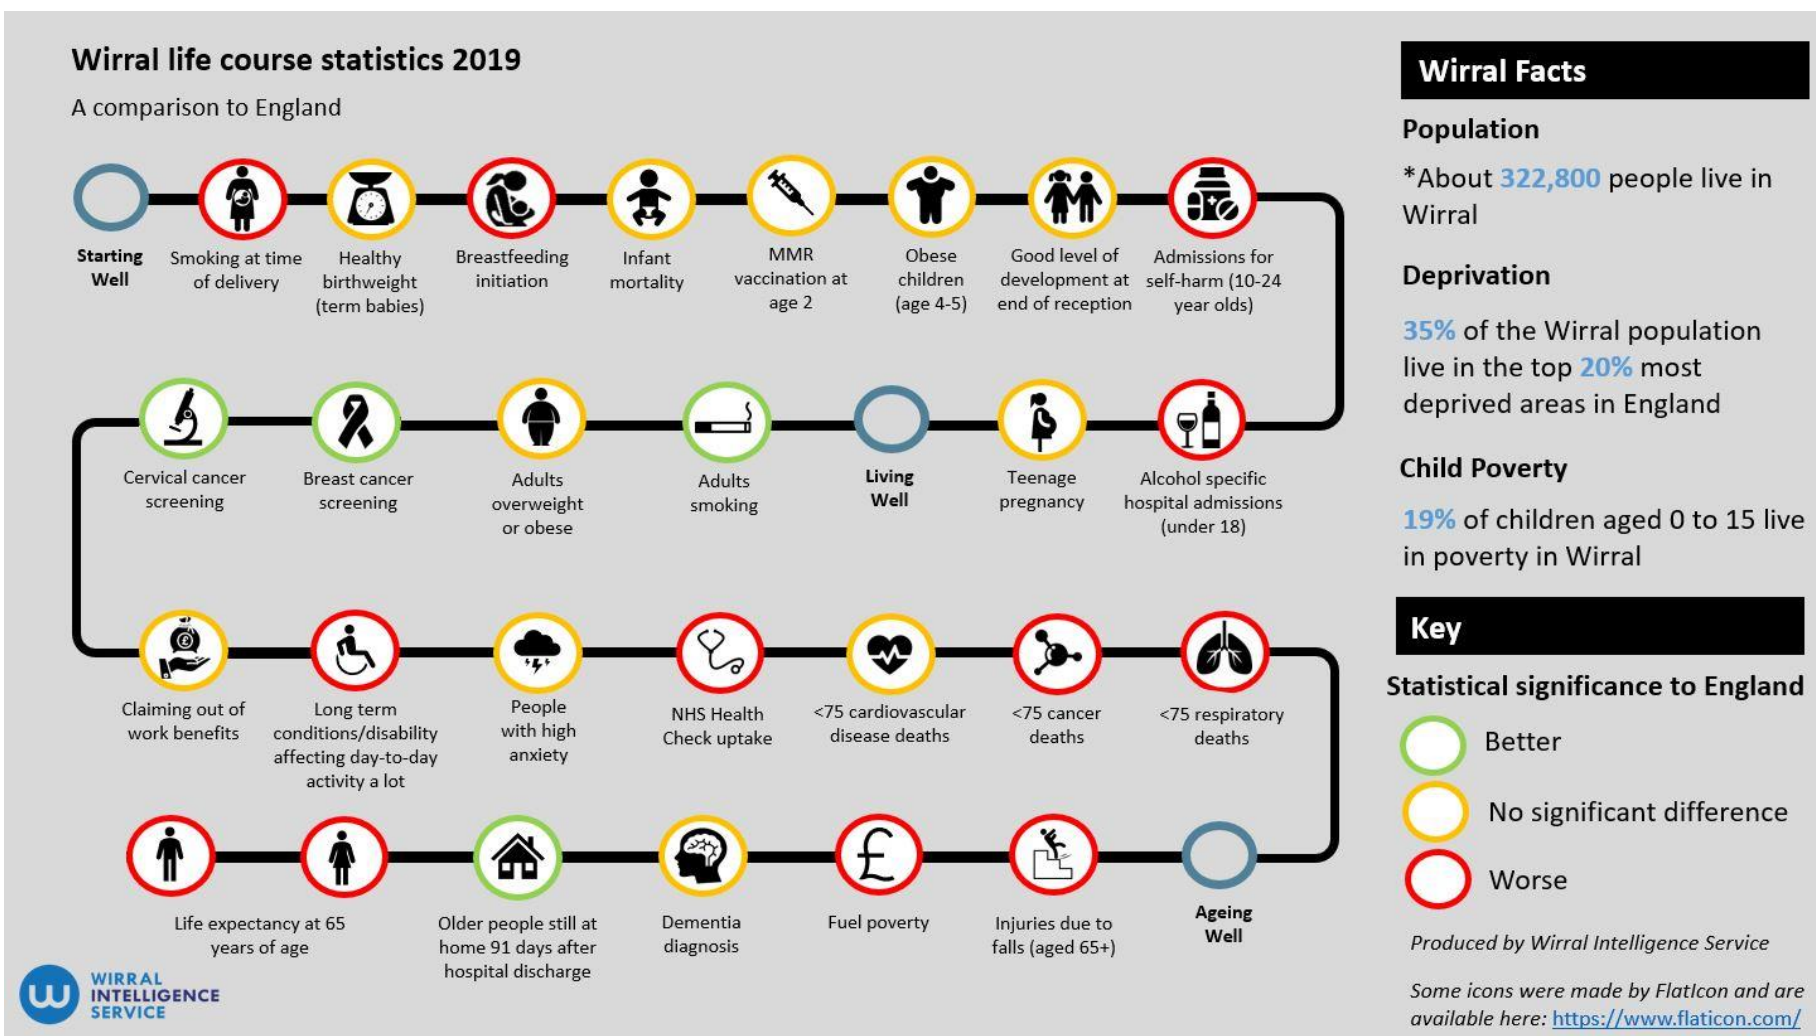 Wirral life course statistics 2019
A comparison to England
Starting
Well
Smoking at time
of delivery
Healthy
birthweight
(term babies)
Breastfeeding
initiation
Infant
mortality
MMR
vaccination at
age 2
Obese
children
(age 4-5)
Good level of
development at
end of reception
Admissions for
self-harm (10-24
year olds)
Alcohol specific
hospital admissions
(under 18)
Teenage
pregnancy
Living
Well
Adults
smoking
Adults
overweight
or obese
Breast cancer
screening
Cervical cancer
screening
£
Claiming out of
work benefits
Long term
conditions/disability
affecting day-to-day
activity a lot
People
with high
anxiety
NHS Health
Check uptake
<75 cardiovascular
disease deaths
<75 cancer
deaths
<75 respiratory
deaths
Ageing
Well
Injuries due to
falls (aged 65+)
£
Fuel poverty
Dementia
diagnosis
Older people still at
home 91 days after
hospital discharge
Life expectancy at 65
years of age
W
WIRRAL
INTELLIGENCE
SERVICE
Wirral Facts
Population
*About 322,800 people live in
Wirral
Deprivation
35% of the Wirral population
live in the top 20% most
deprived areas in England
Child Poverty
19% of children aged 0 to 15 live
in poverty in Wirral
Key
Statistical significance to England
Better
No significant difference
Worse
Produced by Wirral Intelligence Service
Some icons were made by FlatIcon and are
available here: https://www.flaticon.com/